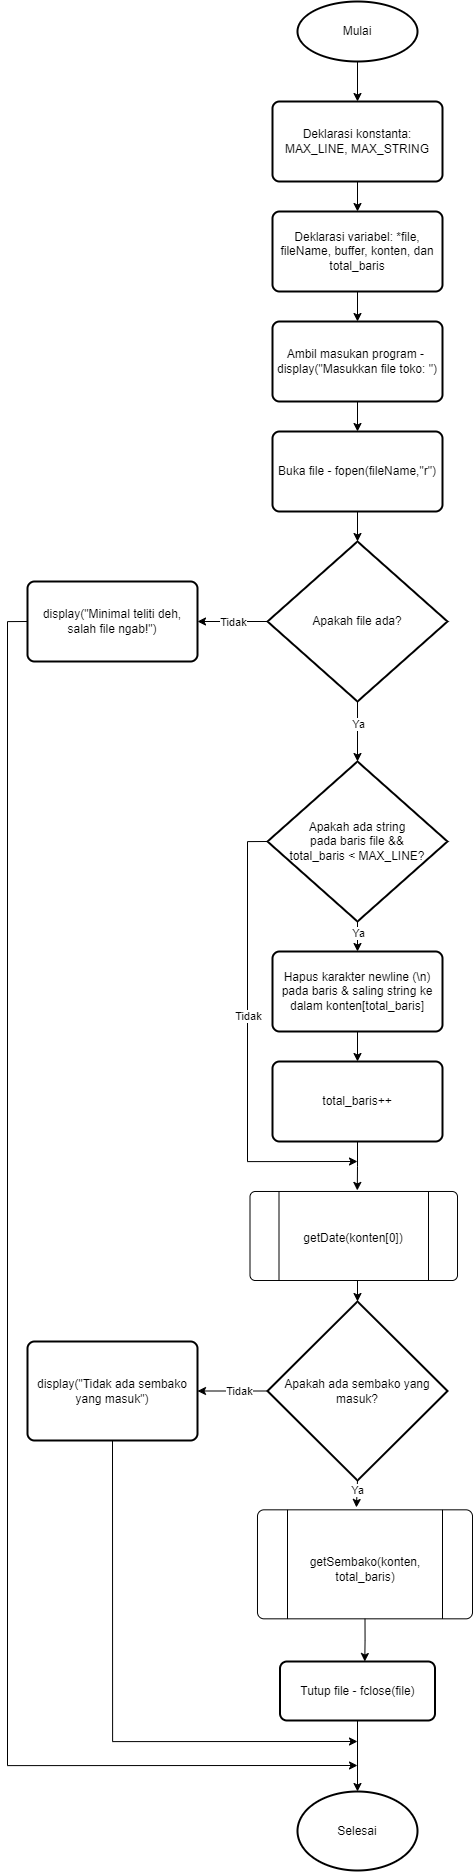 Mulai
Deklarasi konstanta:
MAX_LINE, MAX_STRING
Deklarasi variabel: *file,
fileName, buffer, konten, dan
total_baris
Ambil masukan program -
display("Masukkan file toko: ")
Buka file - fopen(fileName,"r")
Apakah file ada?
Tidak
display("Minimal teliti deh,
salah file ngab!")
Ya
Apakah ada string
pada baris file &&
total_baris < MAX_LINE?
Ya
Hapus karakter newline (\n)
pada baris & saling string ke
dalam konten[total_baris]
Tidak
total_baris++
getDate(konten[0])
Apakah ada sembako yang
masuk?
Tidak
display("Tidak ada sembako
yang masuk")
Ya
getSembako(konten,
total_baris)
Tutup file - fclose(file)
Selesai